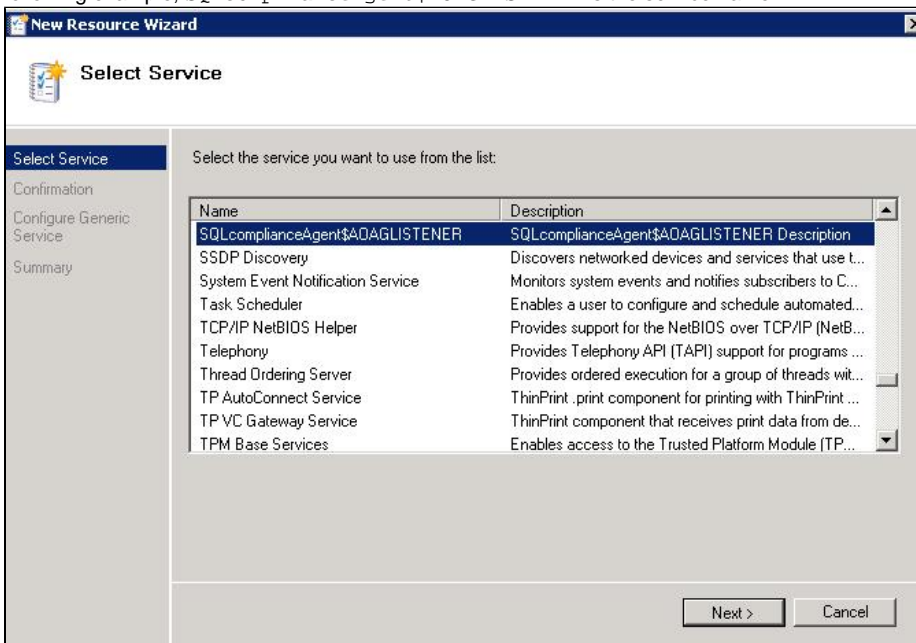 New Resource Wizard
Select Service
Select Service
Confirmation
Configure Generic
Service
Summary
Select the service you want to use from the list:
Name Description
SQLcomplianceAgent$AOAGLISTENER SQLcomplianceAgent$AOAGLISTENER Description
SSDP Discovery Discovers networked devices and services that use t...
System Event Notification Service Monitors system events and notifies subscribers to C...
Task Scheduler Enables a user to configure and schedule automated...
TCP/IP NetBIOS Helper Provides support for the NetBIOS over TCP/IP (NetB...
Telephony Provides Telephony API (TAPI) support for programs ...
Thread Ordering Server Provides ordered execution for a group of threads wit...
TP AutoConnect Service ThinPrint .print component for printing with ThinPrint ...
TP VC Gateway Service ThinPrint component that receives print data from de...
TPM Base Services Enables access to the Trusted Platform Module (TP...
Next > Cancel